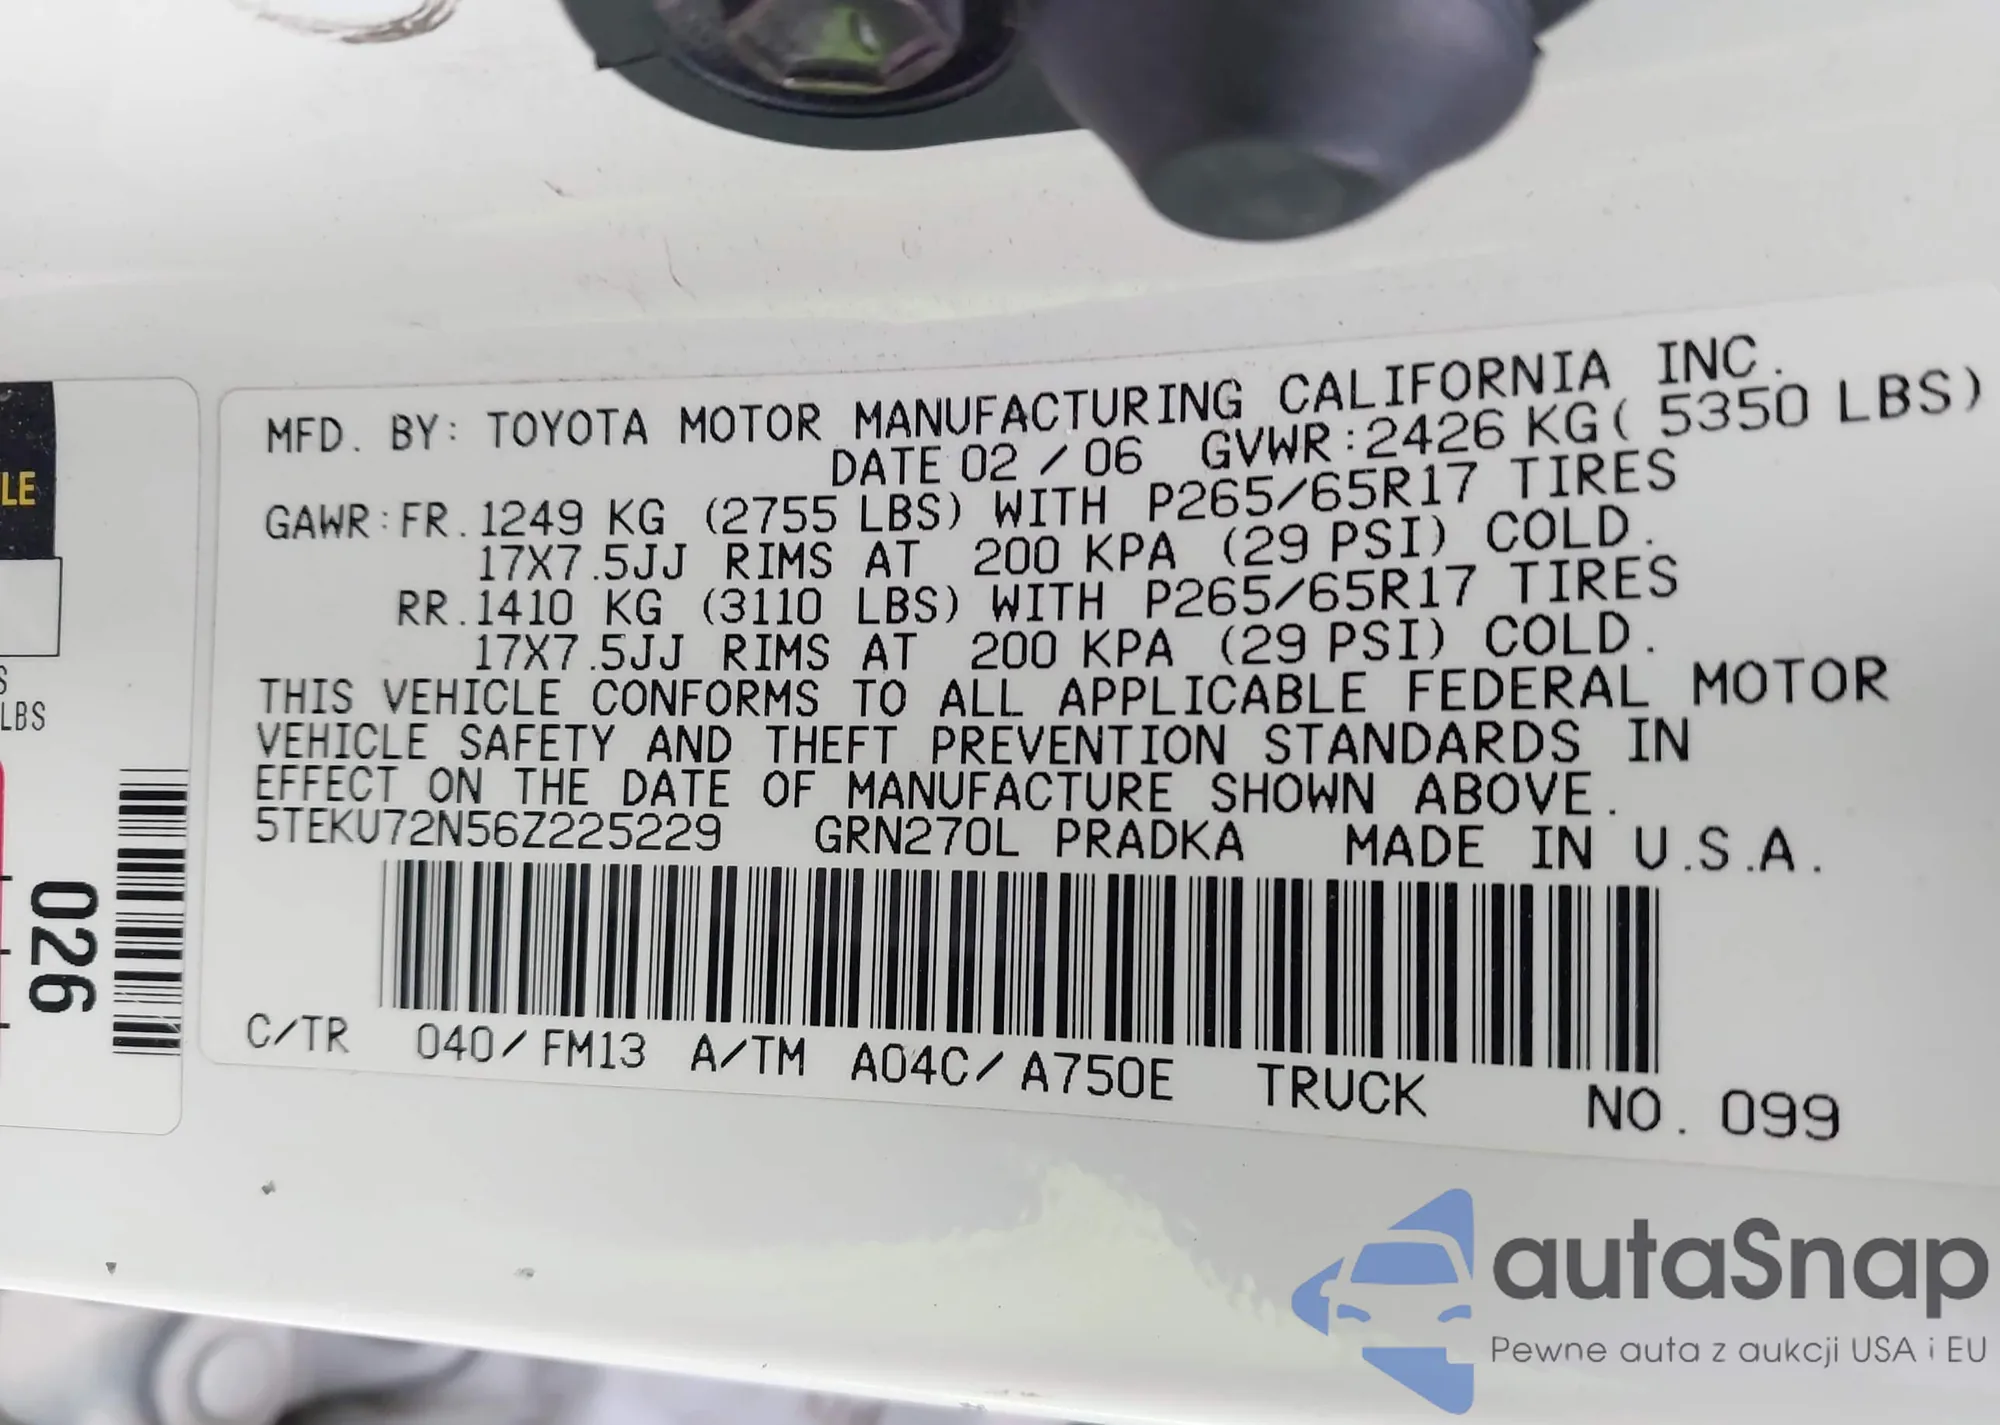 MFD. BY: TOYOTA MOTOR MANUFACTURING CALIFORNIA INC.
DATE 02 / 06 GVWR:2426 KG( 5350 LBS)
GAWR:FR.1249 KG (2755 LBS) WITH P265/65R17 TIRES
17X7.5JJ RIMS AT 200 KPA (29 PSI) COLD.
RR.1410 KG (3110 LBS) WITH P265/65R17 TIRES
17X7.5JJ RIMS AT 200 KPA (29 PSI) COLD.
THIS VEHICLE CONFORMS TO ALL APPLICABLE FEDERAL MOTOR
VEHICLE SAFETY AND THEFT PREVENTION STANDARDS IN
EFFECT ON THE DATE OF MANUFACTURE SHOWN ABOVE.
5TEKU72N56Z225229 GRN270L PRADKA MADE IN U.S.A.
C/TR 040/FM13 A/TM A04C/A750E TRUCK NO. 099
LE
S
LBS
026
autaSnap
Pewne auta z aukcji USA i EU